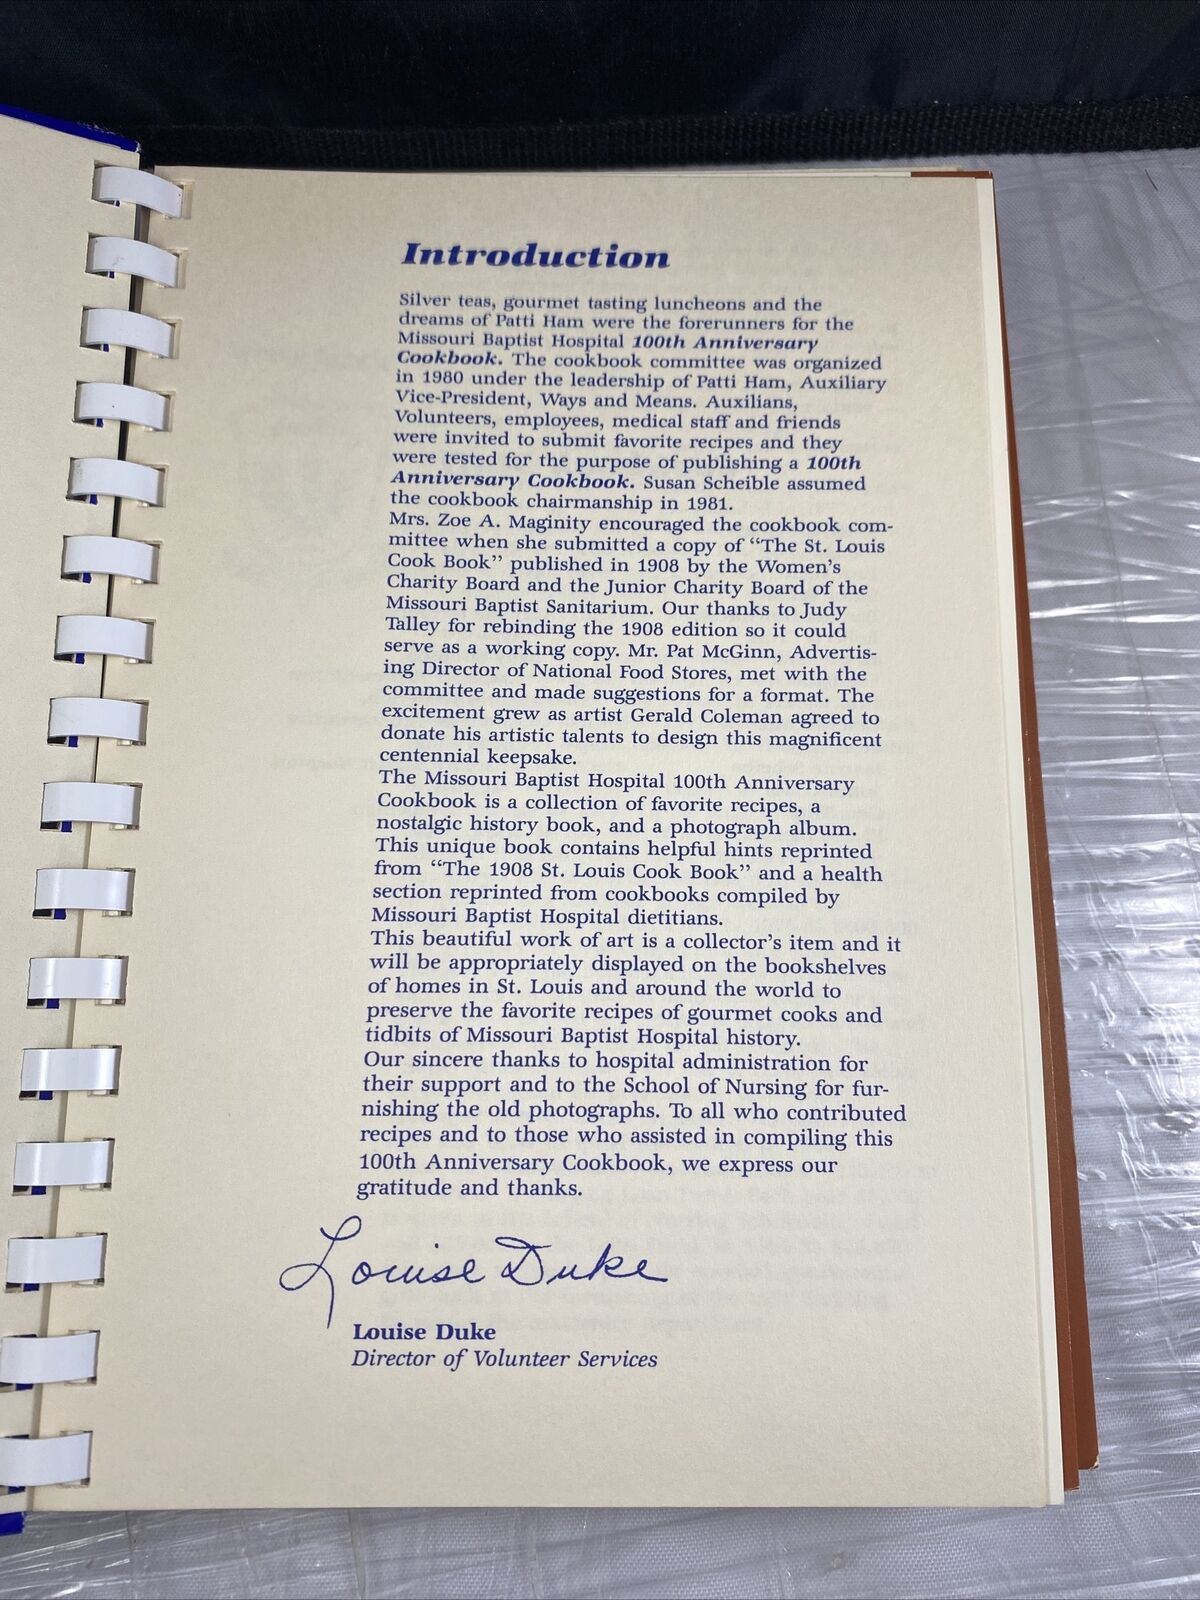 Introduction
Silver teas, gourmet tasting luncheons and the
dreams of Patti Ham were the forerunners for the
Missouri Baptist Hospital 100th Anniversary
Cookbook. The cookbook committee was organized
in 1980 under the leadership of Patti Ham, Auxiliary
Vice-President, Ways and Means. Auxilians,
Volunteers, employees, medical staff and friends
were invited to submit favorite recipes and they
were tested for the purpose of publishing a 100th
Anniversary Cookbook. Susan Scheible assumed
the cookbook chairmanship in 1981.
Mrs. Zoe A. Maginity encouraged the cookbook com-
mittee when she submitted a copy of “The St. Louis
Cook Book” published in 1908 by the Women’s
Charity Board and the Junior Charity Board of the
Missouri Baptist Sanitarium. Our thanks to Judy
Talley for rebinding the 1908 edition so it could
serve as a working copy. Mr. Pat McGinn, Advertis-
ing Director of National Food Stores, met with the
committee and made suggestions for a format. The
excitement grew as artist Gerald Coleman agreed to
donate his artistic talents to design this magnificent
centennial keepsake.
The Missouri Baptist Hospital 100th Anniversary
Cookbook is a collection of favorite recipes, a
nostalgic history book, and a photograph album.
This unique book contains helpful hints reprinted
from “The 1908 St. Louis Cook Book” and a health
section reprinted from cookbooks compiled by
Missouri Baptist Hospital dietitians.
This beautiful work of art is a collector’s item and it
will be appropriately displayed on the bookshelves
of homes in St. Louis and around the world to
preserve the favorite recipes of gourmet cooks and
tidbits of Missouri Baptist Hospital history.
Our sincere thanks to hospital administration for
their support and to the School of Nursing for fur-
nishing the old photographs. To all who contributed
recipes and to those who assisted in compiling this
100th Anniversary Cookbook, we express our
gratitude and thanks.
Louise Duke
Louise Duke
Director of Volunteer Services